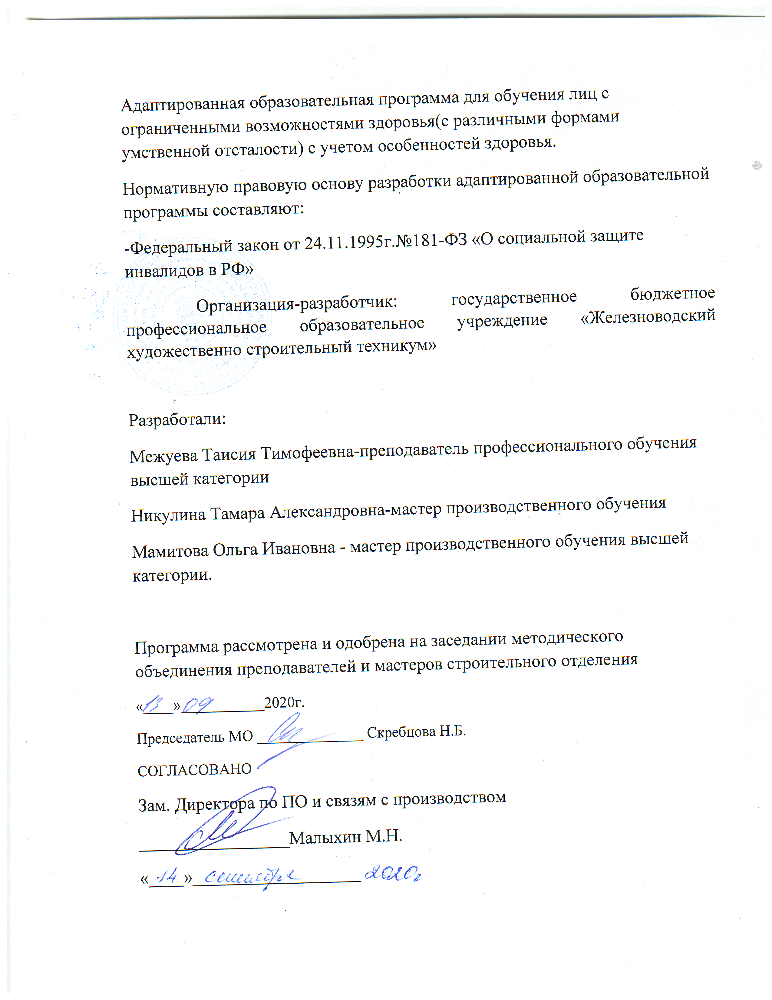 Адаптированная образовательная программа для обучения лиц с
ограниченными возможностями здоровья(с различными формами
умственной отсталости) с учетом особенностей здоровья.
Нормативную правовую основу разработки адаптированной образовательной
программы составляют:
-Федеральный закон от 24.11.1995г.№181-ФЗ «О социальной защите
инвалидов в РФ»
Организация-разработчик: государственное бюджетное
профессиональное образовательное учреждение «Железноводский
художественно строительный техникум»
Разработали:
Межуева Таисия Тимофеевна-преподаватель профессионального обучения
высшей категории
Никулина Тамара Александровна-мастер производственного обучения
Мамитова Ольга Ивановна - мастер производственного обучения высшей
категории.
Программа рассмотрена и одобрена на заседании методического
объединения преподавателей и мастеров строительного отделения
«13»09 2020г.
Председатель МО Скребцова Н.Б.
СОГЛАСОВАНО
Зам. Директора по ПО и связям с производством
Малыхин М.Н.
«14» сентября 2020г